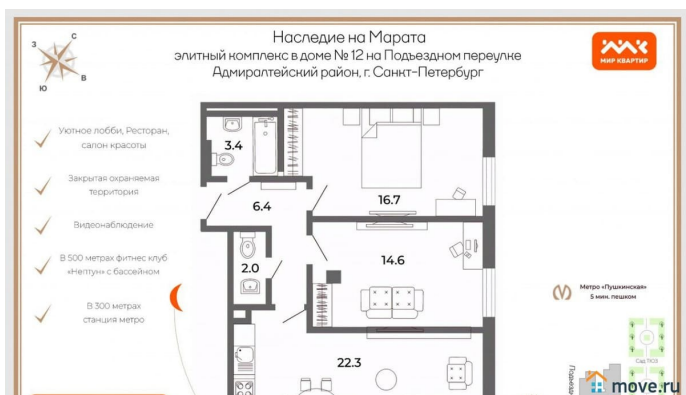 Наследие на Марата
элитный комплекс в доме № 12 на Подъездном переулке
Адмиралтейский район, г. Санкт-Петербург
МИР КВАРТИР
С
З
В
Ю
Уютное лобби, Ресторан,
салон красоты
Закрытая охраняемая
территория
Видеонаблюдение
В 500 метрах фитнес клуб
«Нептун» с бассейном
В 300 метрах
станция метро
3.4
6.4
16.7
2.0
14.6
22.3
Метро «Пушкинская»
5 мин. пешком
Сад ТЮЗ
move.ru